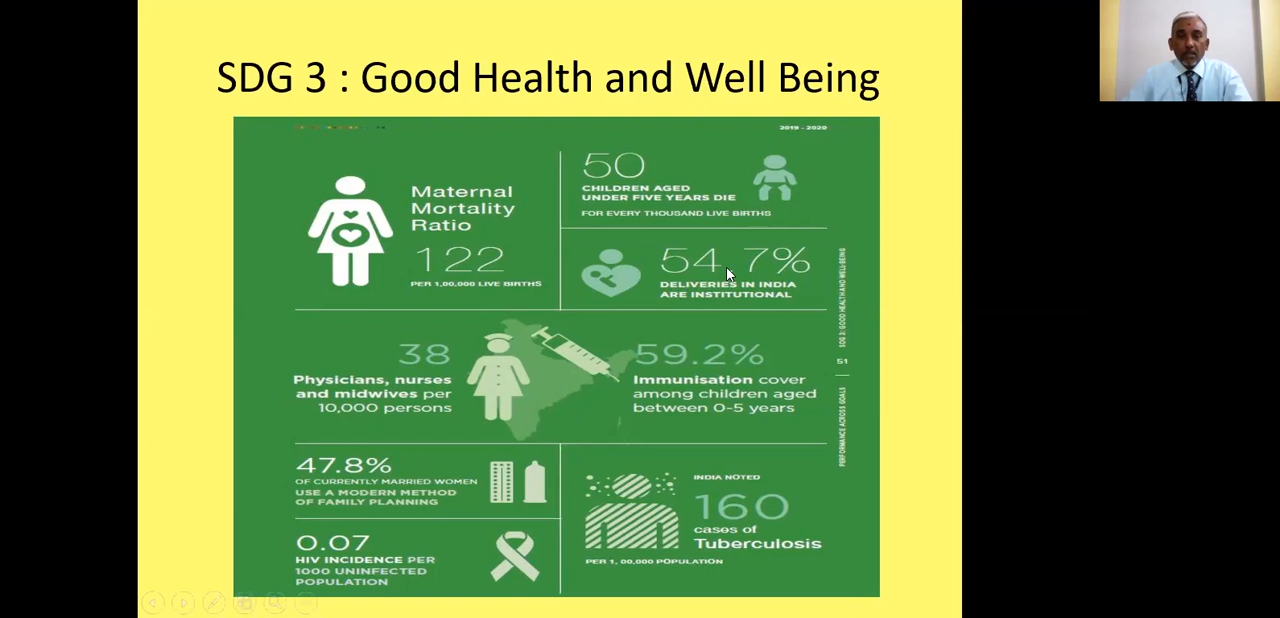 SDG 3 : Good Health and Well Being
2019 - 2020
Maternal
Mortality
Ratio
122
PER 1,00,000 LIVE BIRTHS
50
CHILDREN AGED
UNDER FIVE YEARS DIE
FOR EVERY THOUSAND LIVE BIRTHS
54.7%
DELIVERIES IN INDIA
ARE INSTITUTIONAL
38
Physicians, nurses
and midwives per
10,000 persons
59.2%
Immunisation cover
among children aged
between 0-5 years
47.8%
OF CURRENTLY MARRIED WOMEN
USE A MODERN METHOD
OF FAMILY PLANNING
0.07
HIV INCIDENCE PER
1000 UNINFECTED
POPULATION
INDIA NOTED
160
cases of
Tuberculosis
PER 1, 00,000 POPULATION
SDG 3: GOOD HEALTH AND WELL-BEING
51
PERFORMANCE ACROSS GOALS